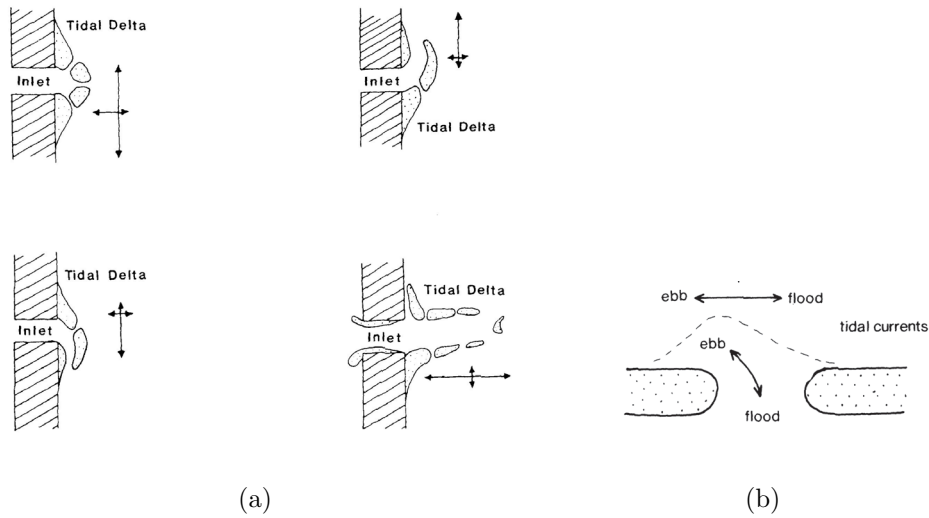 Tidal Delta
Inlet
Inlet
Tidal Delta
Tidal Delta
Inlet
Tidal Delta
Inlet
ebb
flood
tidal currents
ebb
flood
(a)
(b)